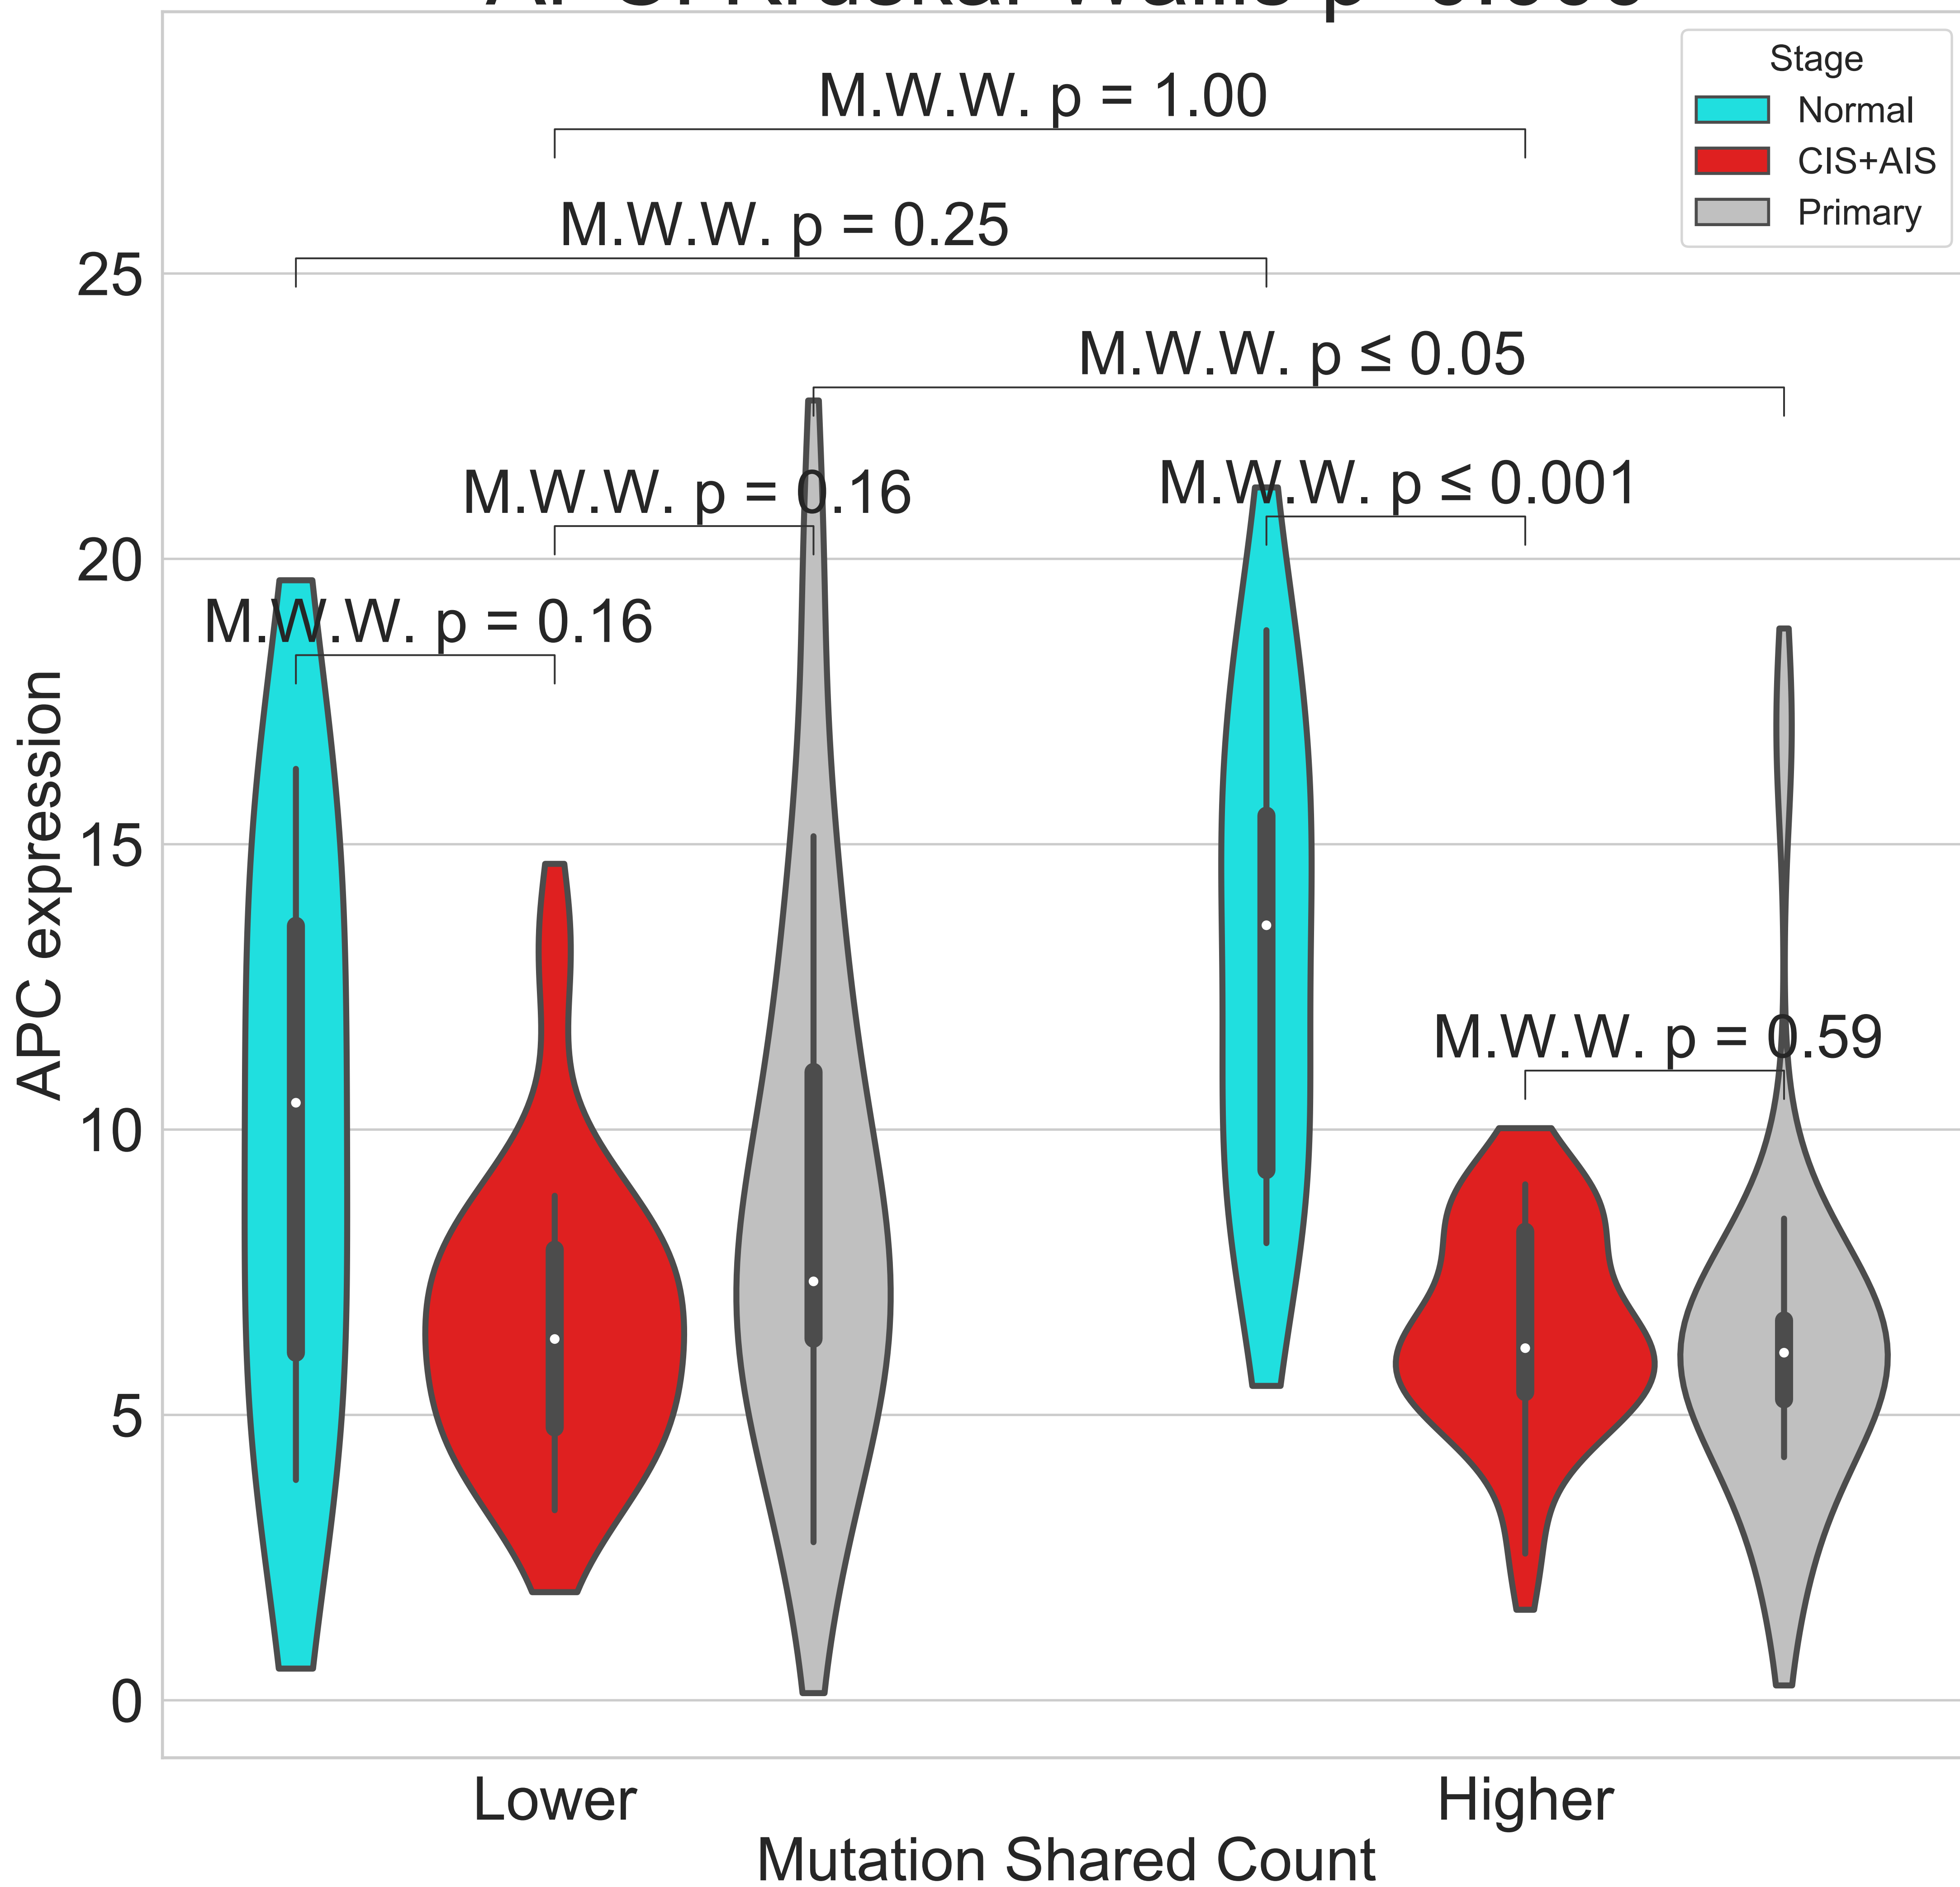 Stage
Normal
CIS+AIS
Primary
M.W.W. p = 1.00
M.W.W. p = 0.25
M.W.W. p ≤ 0.05
M.W.W. p = 0.16
M.W.W. p ≤ 0.001
M.W.W. p = 0.16
M.W.W. p = 0.59
25
20
15
10
5
0
APC expression
Lower
Higher
Mutation Shared Count